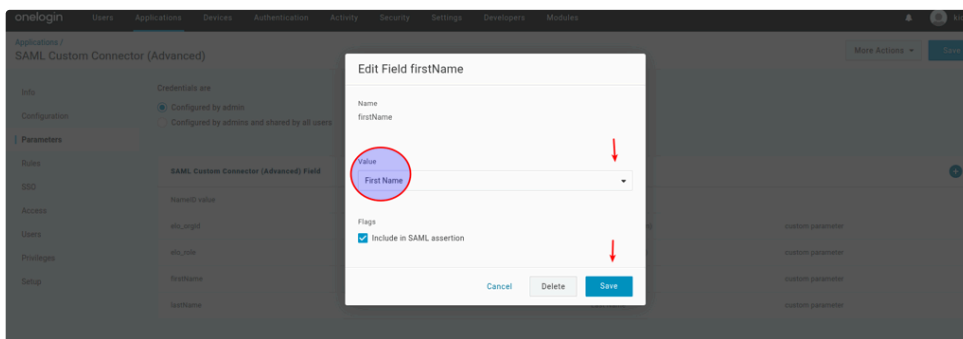 onelogin Users Applications Devices Authentication Activity Security Settings Developers Modules
Applications /
SAML Custom Connector (Advanced)
More Actions
Save
Edit Field firstName
Info
Configuration
Parameters
Rules
SSO
Access
Users
Privileges
Setup
Credentials are
Configured by admin
Configured by admins and shared by all users
SAML Custom Connector (Advanced) Field
NameID value
firstName custom parameter
lastName custom parameter
custom parameter
custom parameter
Name
firstName
Value
First Name
Flags
Include in SAML assertion
Cancel Delete Save